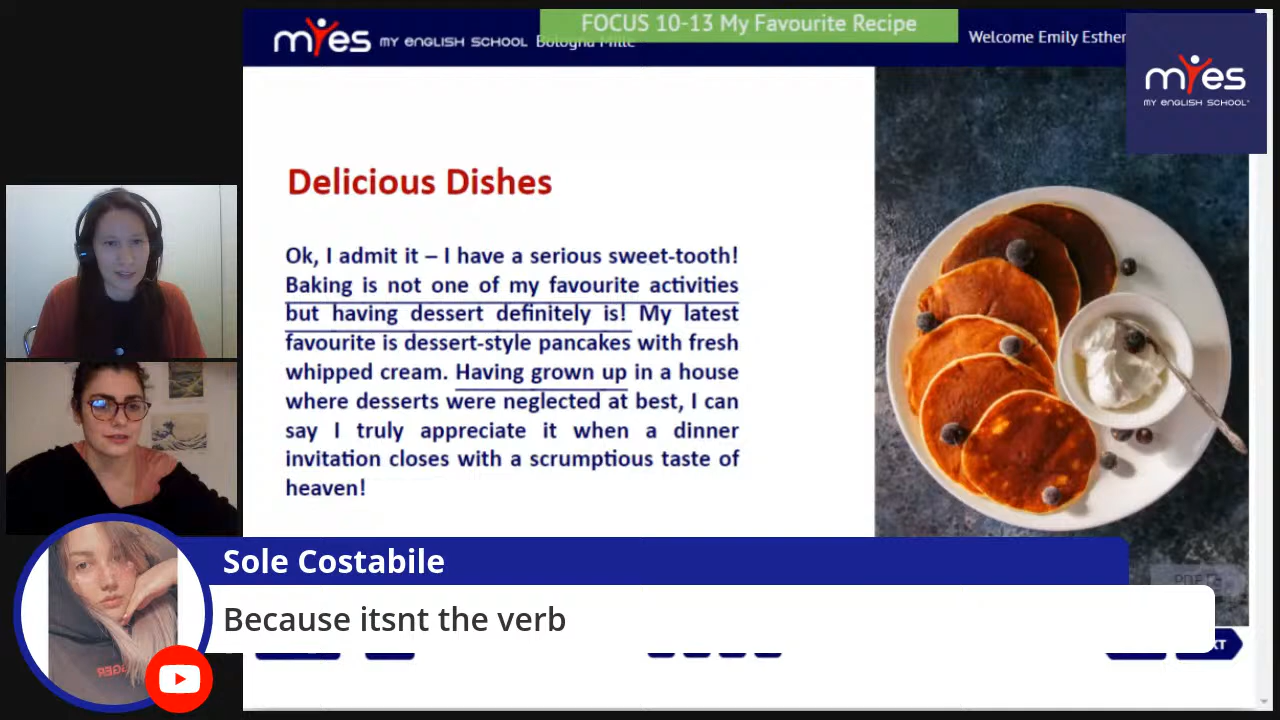 FOCUS 10-13 My Favourite Recipe
myes MY ENGLISH SCHOOL Bologna Mille
Welcome Emily Esther
myes
MY ENGLISH SCHOOL
Delicious Dishes
Ok, I admit it – I have a serious sweet-tooth!
Baking is not one of my favourite activities
but having dessert definitely is! My latest
favourite is dessert-style pancakes with fresh
whipped cream. Having grown up in a house
where desserts were neglected at best, I can
say I truly appreciate it when a dinner
invitation closes with a scrumptious taste of
heaven!
PDF
Sole Costabile
Because itsnt the verb